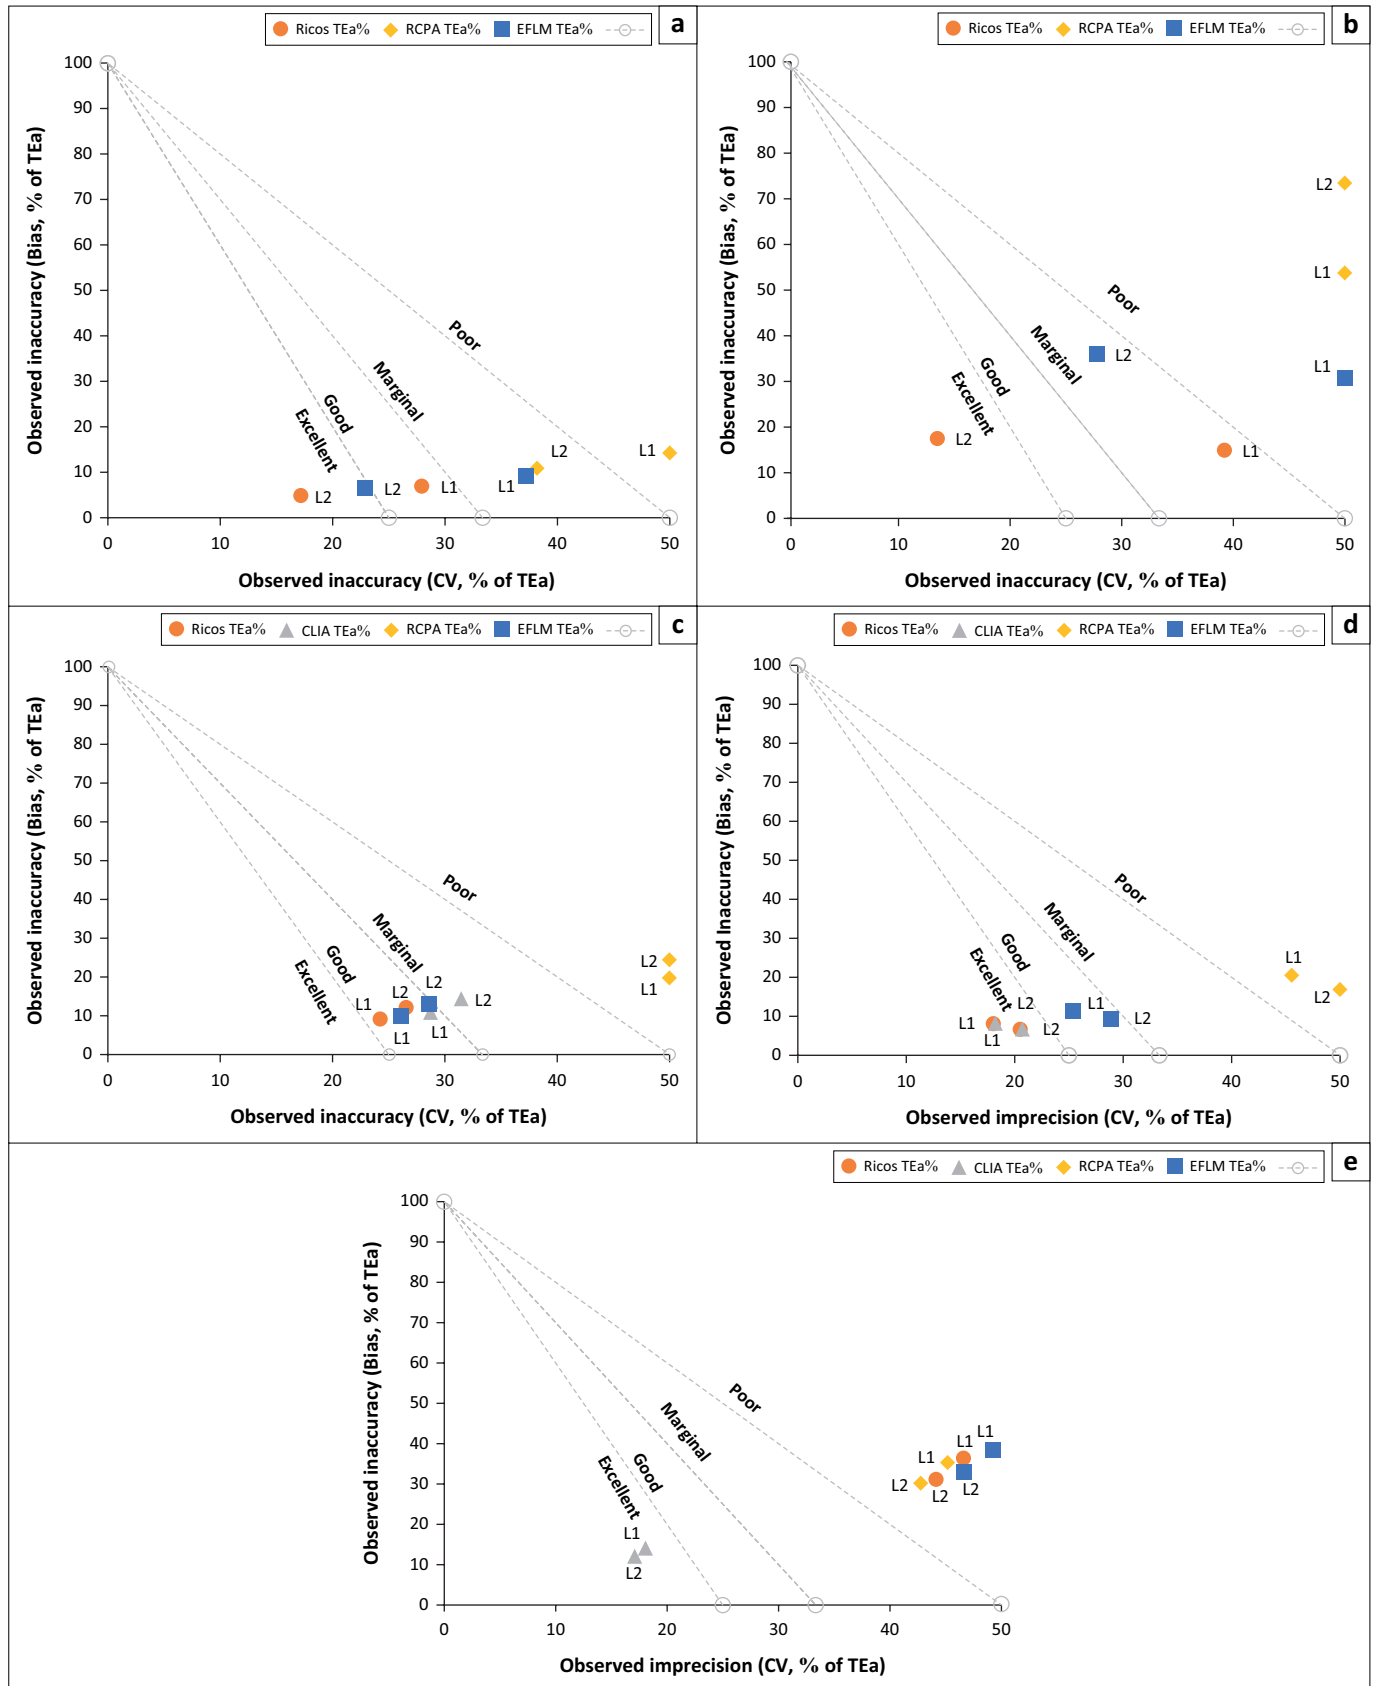 Ricos TEa% RCPA TEa% EFLM TEa%
a
Observed inaccuracy (Bias, % of TEa)
100
90
80
70
60
50
40
30
20
10
0
Poor
Marginal
Good
Excellent
L2
L2
L1
L1
L2
L1
0 10 20 30 40 50
Observed inaccuracy (CV, % of TEa)
Ricos TEa% RCPA TEa% EFLM TEa%
b
Observed inaccuracy (Bias, % of TEa)
100
90
80
70
60
50
40
30
20
10
0
L2
L1
Poor
Marginal
L2
L1
Good
Excellent
L2
L1
0 10 20 30 40 50
Observed inaccuracy (CV, % of TEa)
Ricos TEa% CLIA TEa% RCPA TEa% EFLM TEa%
c
Observed inaccuracy (Bias, % of TEa)
100
90
80
70
60
50
40
30
20
10
0
Poor
Marginal
Good
Excellent
L1
L2
L2
L2
L1
L1
L2
L1
0 10 20 30 40 50
Observed inaccuracy (CV, % of TEa)
Ricos TEa% CLIA TEa% RCPA TEa% EFLM TEa%
d
Observed Inaccuracy (Bias, % of TEa)
100
90
80
70
60
50
40
30
20
10
0
Poor
Marginal
Good
Excellent
L1
L1
L2
L2
L1
L2
L1
L2
0 10 20 30 40 50
Observed imprecision (CV, % of TEa)
Ricos TEa% CLIA TEa% RCPA TEa% EFLM TEa%
e
Observed inaccuracy (Bias, % of TEa)
100
90
80
70
60
50
40
30
20
10
0
Poor
Marginal
Good
Excellent
L1
L2
L1
L1
L1
L2
L2
L2
0 10 20 30 40 50
Observed imprecision (CV, % of TEa)